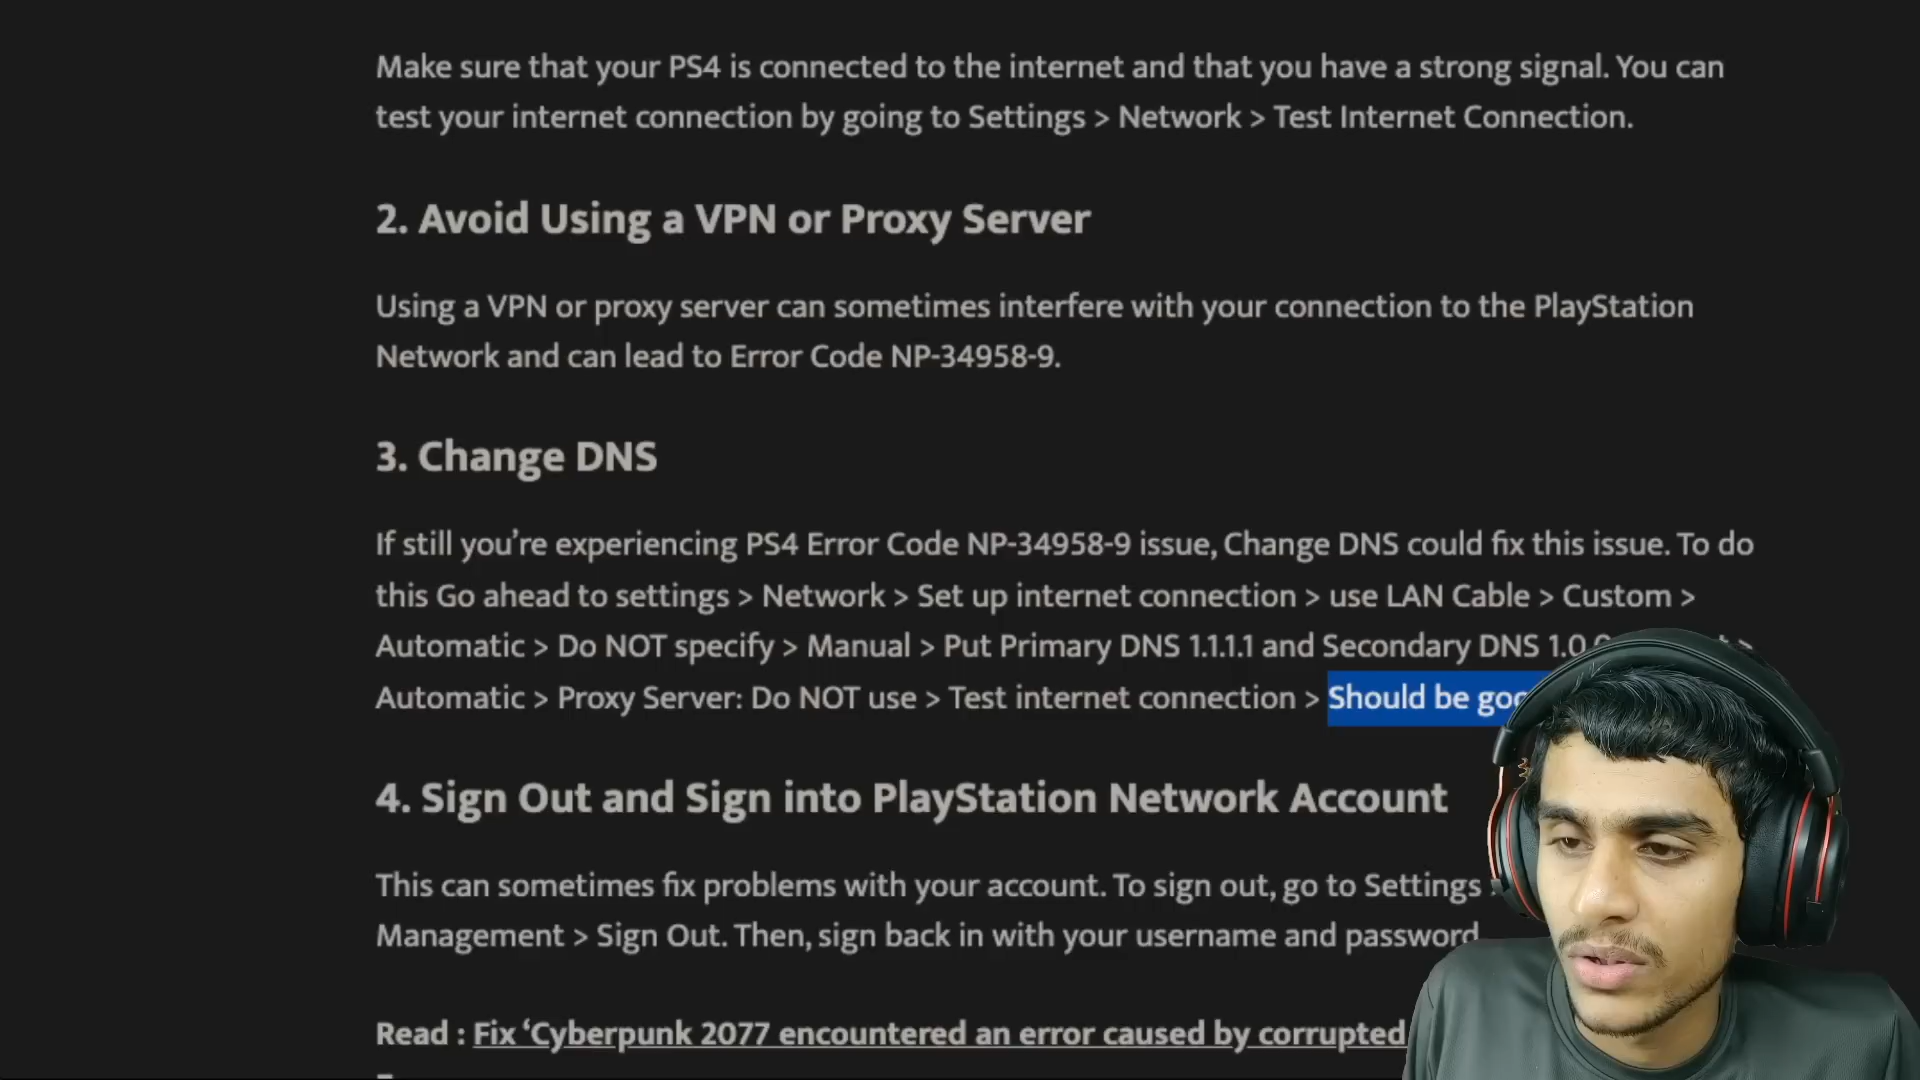 Make sure that your PS4 is connected to the internet and that you have a strong signal. You can
test your internet connection by going to Settings > Network > Test Internet Connection.
2. Avoid Using a VPN or Proxy Server
Using a VPN or proxy server can sometimes interfere with your connection to the PlayStation
Network and can lead to Error Code NP-34958-9.
3. Change DNS
If still you’re experiencing PS4 Error Code NP-34958-9 issue, Change DNS could fix this issue. To do
this Go ahead to settings > Network > Set up internet connection > use LAN Cable > Custom >
Automatic > Do NOT specify > Manual > Put Primary DNS 1.1.1.1 and Secondary DNS 1.0.0 >
Automatic > Proxy Server: Do NOT use > Test internet connection > Should be
4. Sign Out and Sign into PlayStation Network Account
This can sometimes fix problems with your account. To sign out, go to Settings
Management > Sign Out. Then, sign back in with your username and password
Read : Fix ‘Cyberpunk 2077 encountered an error caused by corrupted